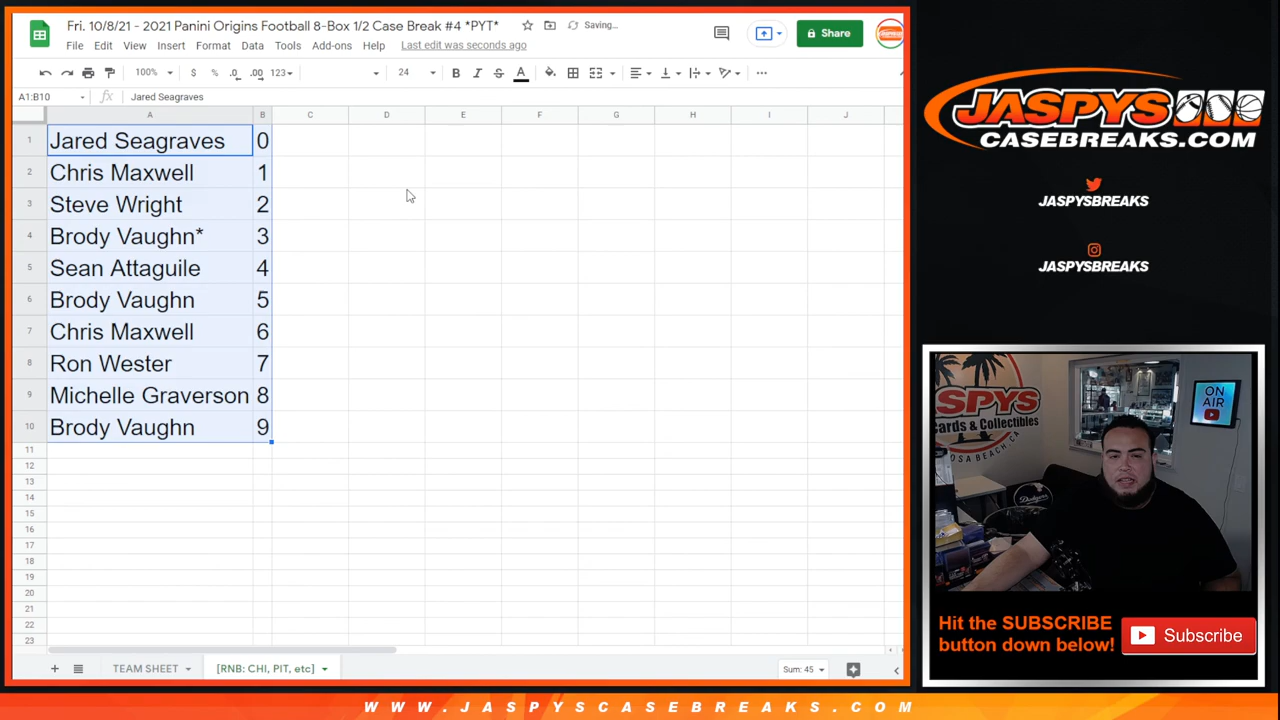 Fri. 10/8/21 - 2021 Panini Origins Football 8-Box 1/2 Case Break #4 *PYT*
Saving...
File Edit View Insert Format Data Tools Add-ons Help Last edit was seconds ago
Share
100% $ % .0 .00 123 24 B I S A
A1:B10 fx Jared Seagraves
A B C D E F G H I J
1 Jared Seagraves 0
2 Chris Maxwell 1
3 Steve Wright 2
4 Brody Vaughn* 3
5 Sean Attaguile 4
6 Brody Vaughn 5
7 Chris Maxwell 6
8 Ron Wester 7
9 Michelle Graverson 8
10 Brody Vaughn 9
11
12
13
14
15
16
17
18
19
20
21
22
23
TEAM SHEET [RNB: CHI, PIT, etc] Sum: 45
JASPYS
CASEBREAKS.COM
JASPYSBREAKS
JASPYSBREAKS
SPYS
Cards & Collectibles
OSA BEACH CA
ON
AIR
Dodgers
Hit the SUBSCRIBE
button down below!
Subscribe
WWW.JASPYSCASEBREAKS.COM